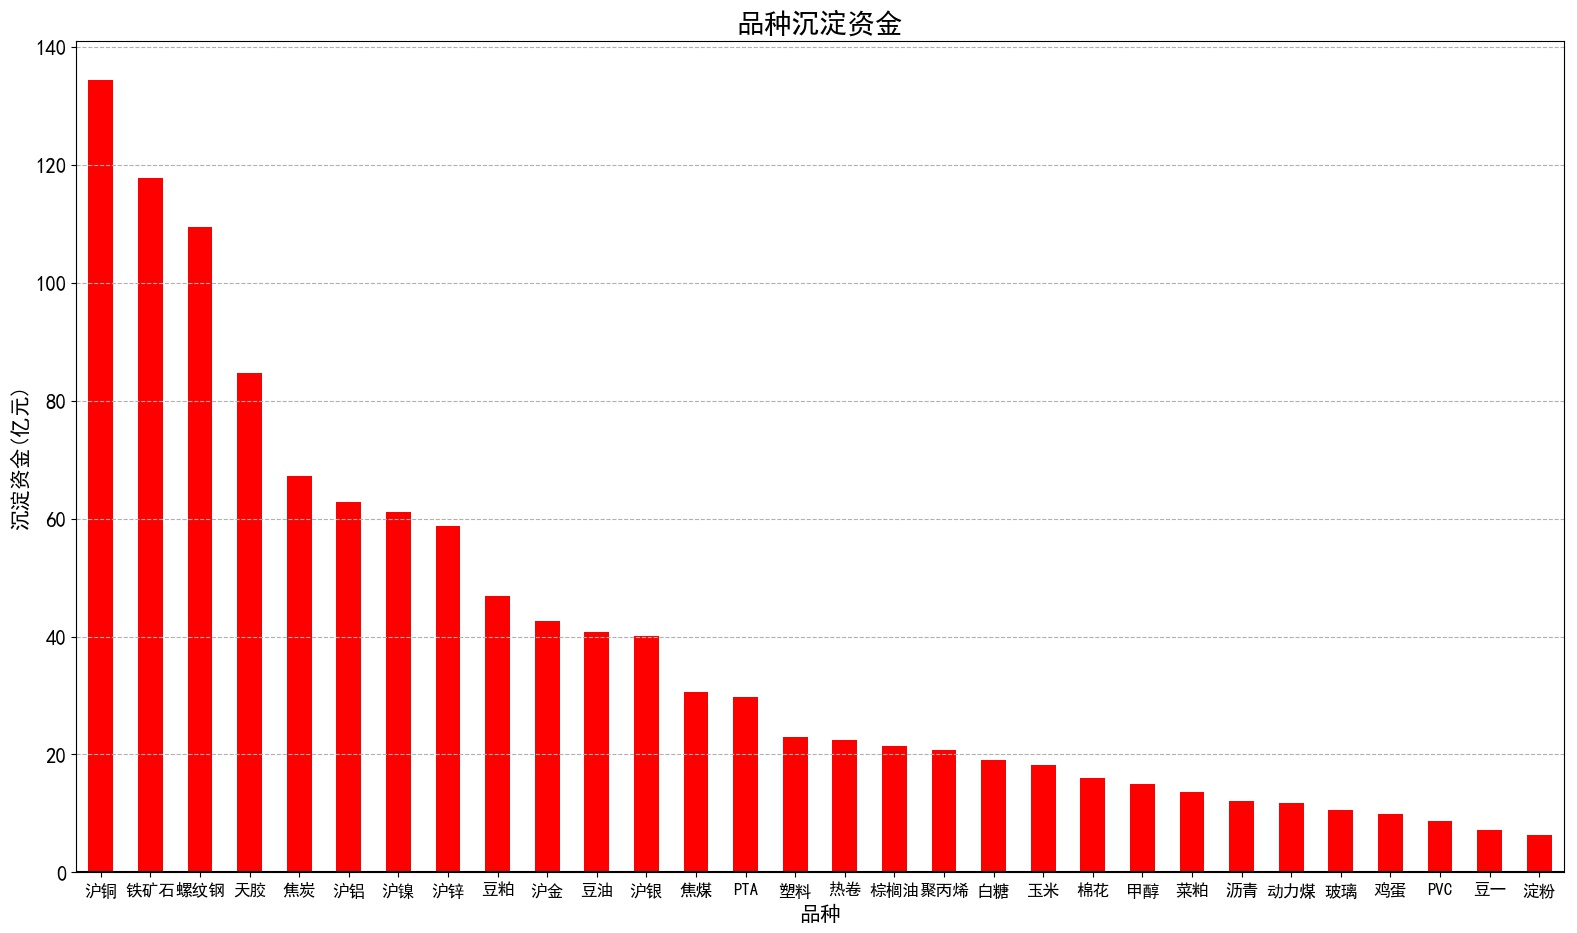 品种沉淀资金
140
120
100
80
60
40
20
0
沉淀资金(亿元)
沪铜 铁矿石 螺纹钢 天胶 焦炭 沪铝 沪镍 沪锌 豆粕 沪金 豆油 沪银 焦煤 PTA 塑料 热卷 棕榈油 聚丙烯 白糖 玉米 棉花 甲醇 菜粕 沥青 动力煤 玻璃 鸡蛋 PVC 豆一 淀粉
品种